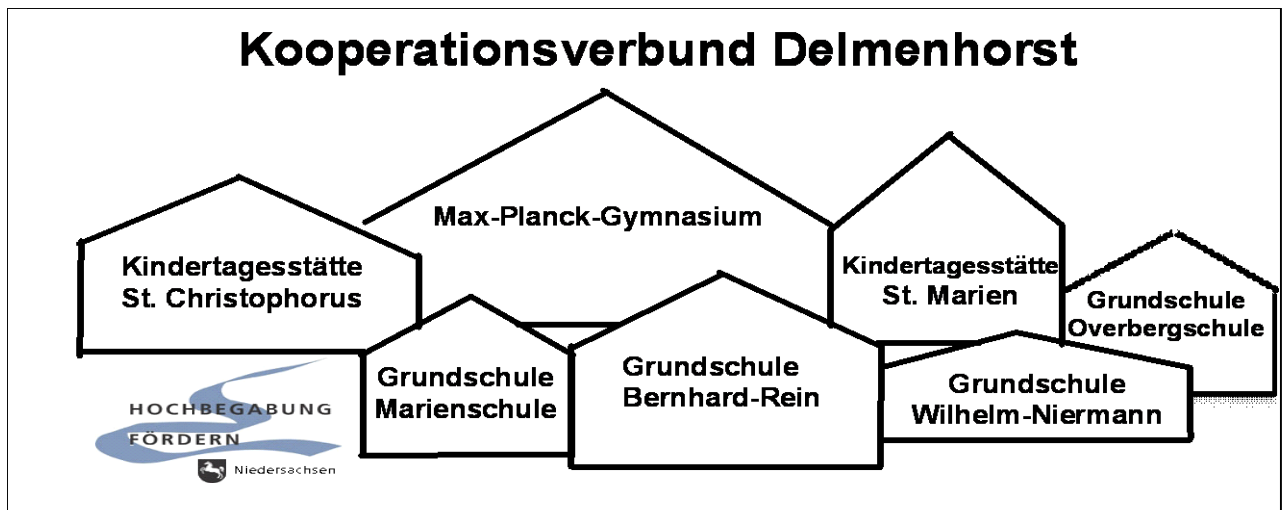 Kooperationsverbund Delmenhorst
Max-Planck-Gymnasium
Kindertagesstätte
St. Christophorus
Kindertagesstätte
St. Marien
Grundschule
Overbergschule
Grundschule
Marienschule
Grundschule
Bernhard-Rein
Grundschule
Wilhelm-Niermann
HOCHBEGABUNG
FÖRDERN
Niedersachsen